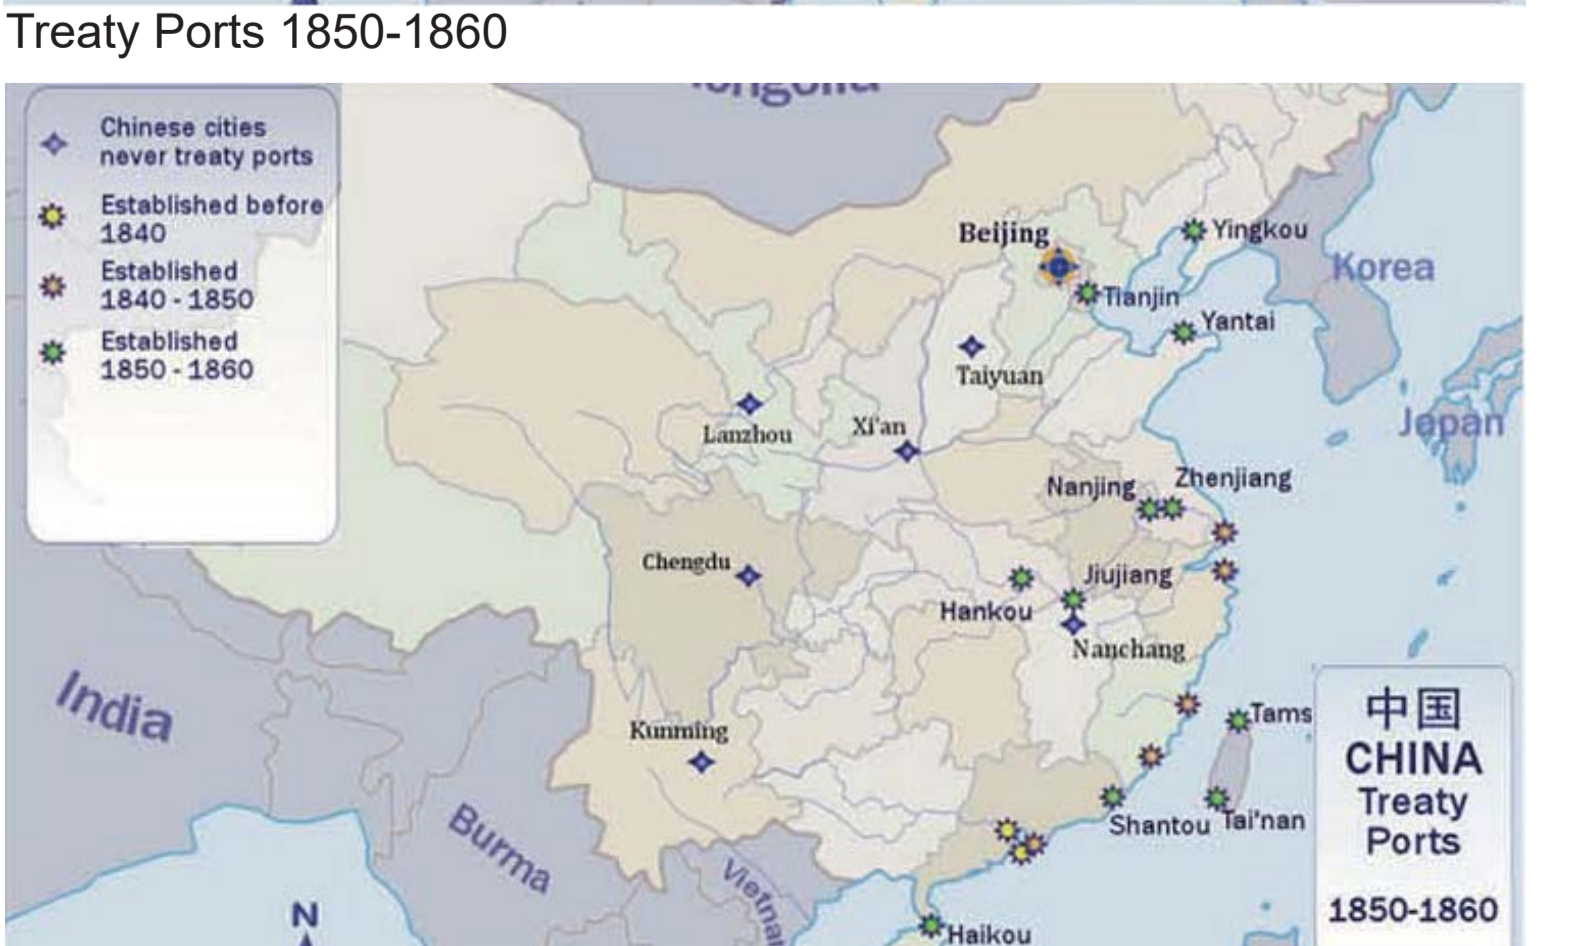 Treaty Ports 1850-1860
Chinese cities
never treaty ports
Established before
1840
Established
1840 - 1850
Established
1850 - 1860
Beijing
Yingkou
Korea
Tianjin
Yantai
Taiyuan
Lanzhou
Xi'an
Japan
Nanjing
Zhenjiang
Chengdu
Jiujiang
Hankou
Nanchang
India
Kunming
Tams
Shantou
Tai'nan
Burma
Haikou
N
中国
CHINA
Treaty
Ports
1850-1860